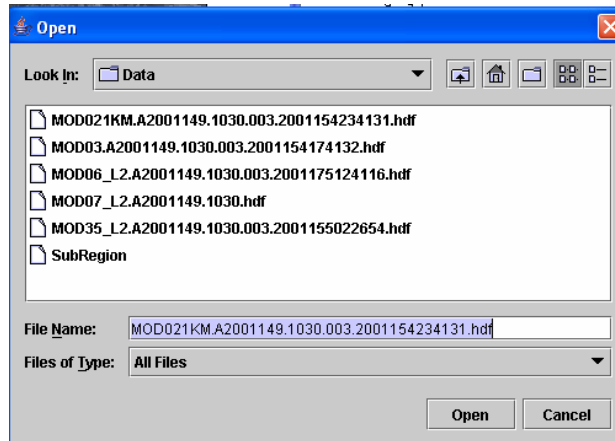 Open
Look In: Data
MOD021KM.A2001149.1030.003.2001154234131.hdf
MOD03.A2001149.1030.003.2001154174132.hdf
MOD06_L2.A2001149.1030.003.2001175124116.hdf
MOD07_L2.A2001149.1030.hdf
MOD35_L2.A2001149.1030.003.2001155022654.hdf
SubRegion
File Name: MOD021KM.A2001149.1030.003.2001154234131.hdf
Files of Type: All Files
Open Cancel